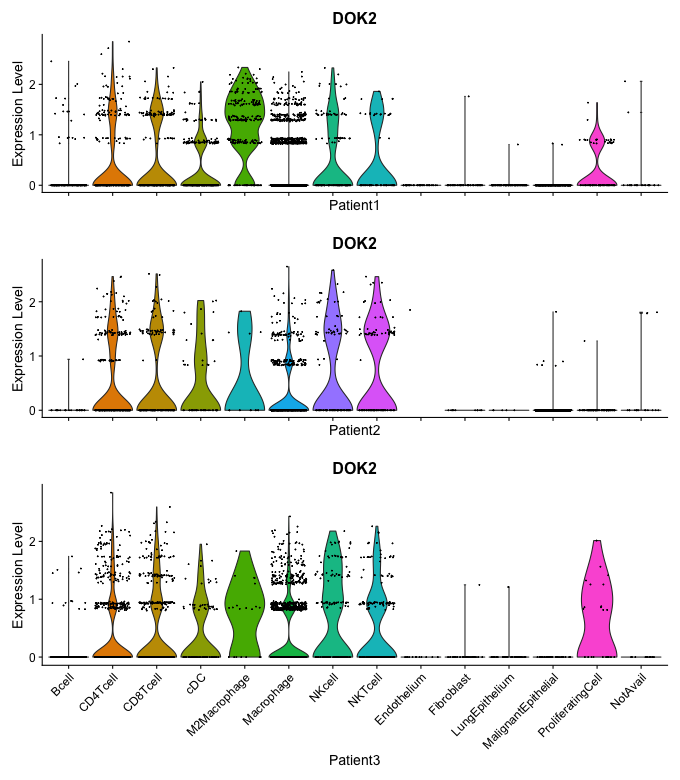 DOK2
Expression Level
2
1
0
Patient1
DOK2
Expression Level
2
1
0
Patient2
DOK2
Expression Level
2
1
0
Bcell
CD4Tcell
CD8Tcell
cDC
M2Macrophage
Macrophage
NKcell
NKTcell
Endothelium
Fibroblast
LungEpithelium
MalignantEpithelial
ProliferatingCell
NotAvail
Patient3